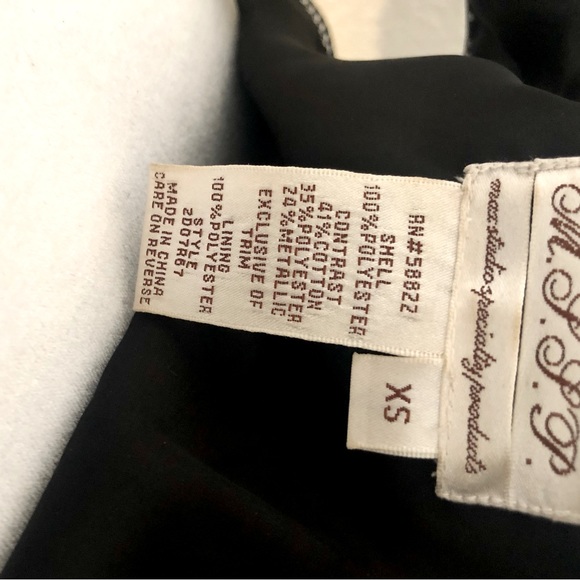 M.S.S.P.
max studio specialty products
XS
RN#58822
SHELL
100%POLYESTER
CONTRAST
41%COTTON
35%POLYESTER
24%METALLIC
EXCLUSIVE OF
TRIM
LINING
100%POLYESTER
STYLE
2D07R67
MADE IN CHINA
CARE ON REVERSE